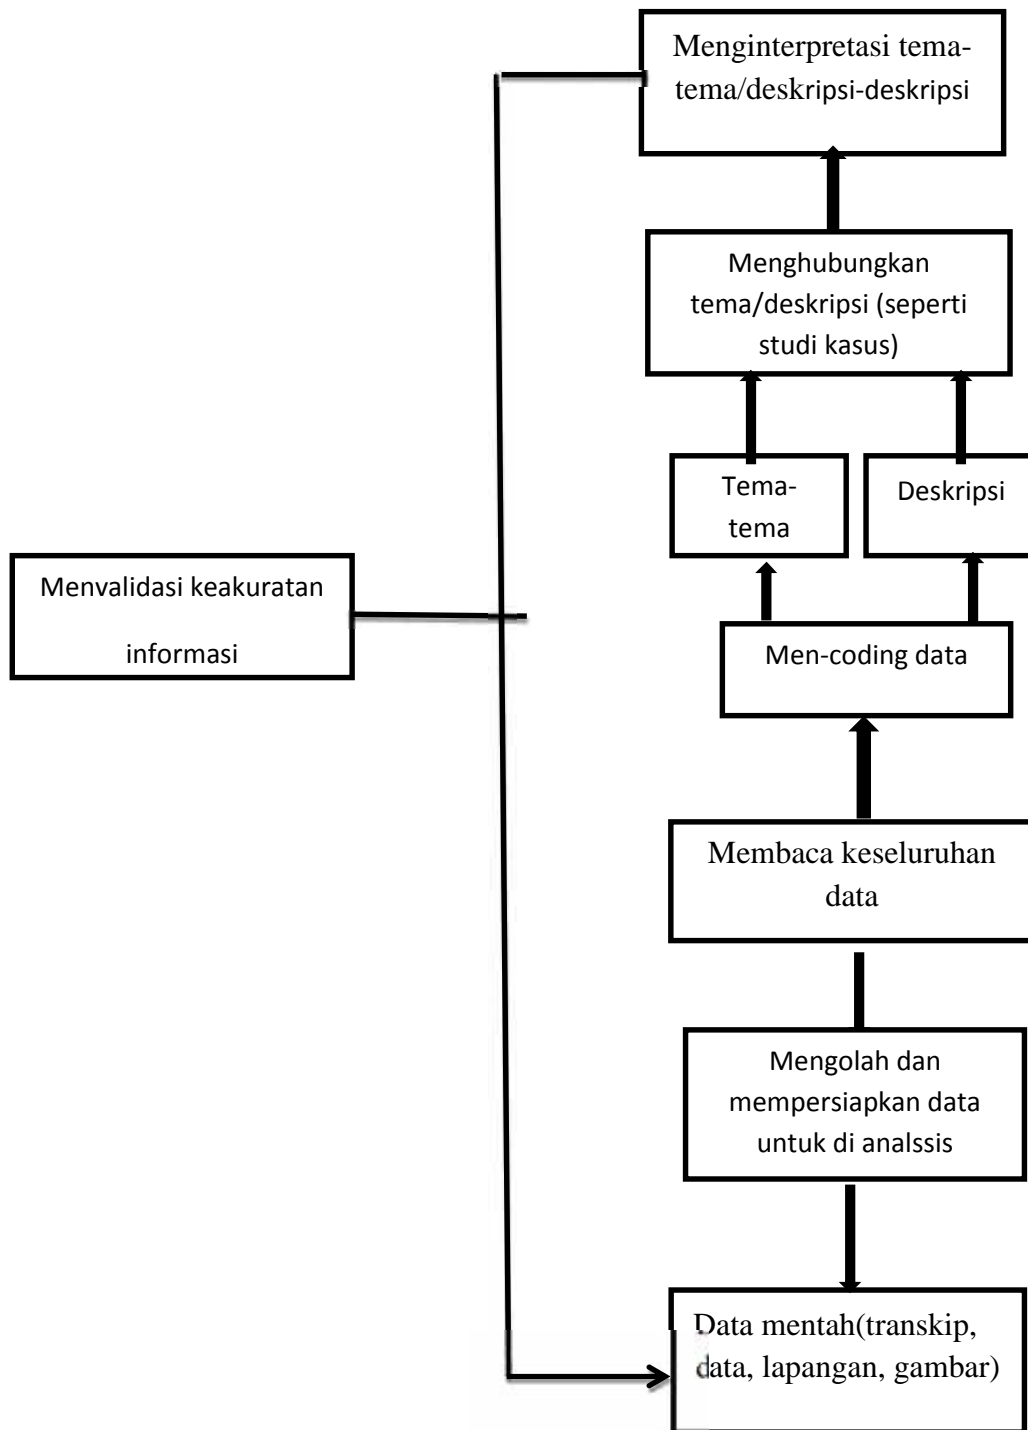 Menginterpretasi tema-
tema/deskripsi-deskripsi
Menghubungkan
tema/deskripsi (seperti
studi kasus)
Tema-
tema
Deskripsi
Menvalidasi keakuratan
informasi
Men-coding data
Membaca keseluruhan
data
Mengolah dan
mempersiapkan data
untuk di analssis
Data mentah(transkip,
data, lapangan, gambar)